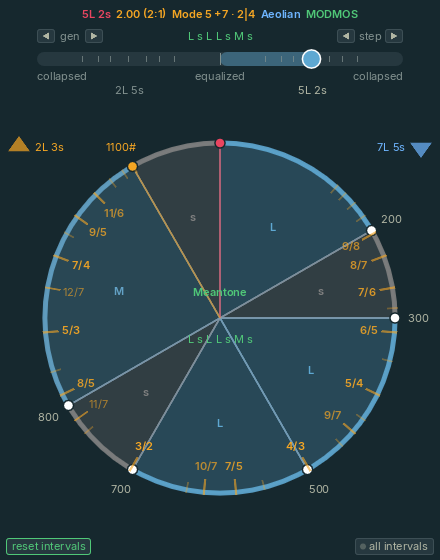 5L 2s 2.00 (2:1) Mode 5 +7 · 2|4 Aeolian MODMOS
gen L s L L s M s step
collapsed equalized collapsed
2L 5s 5L 2s
2L 3s 1100# 7L 5s
200
11/6
9/5 9/8
7/4 8/7
12/7 7/6
5/3 6/5
300
8/5 5/4
11/7 9/7
3/2 4/3
10/7 7/5
s L
M s
L
s L
Meantone
L s L L s M s
800
700 500
reset intervals all intervals